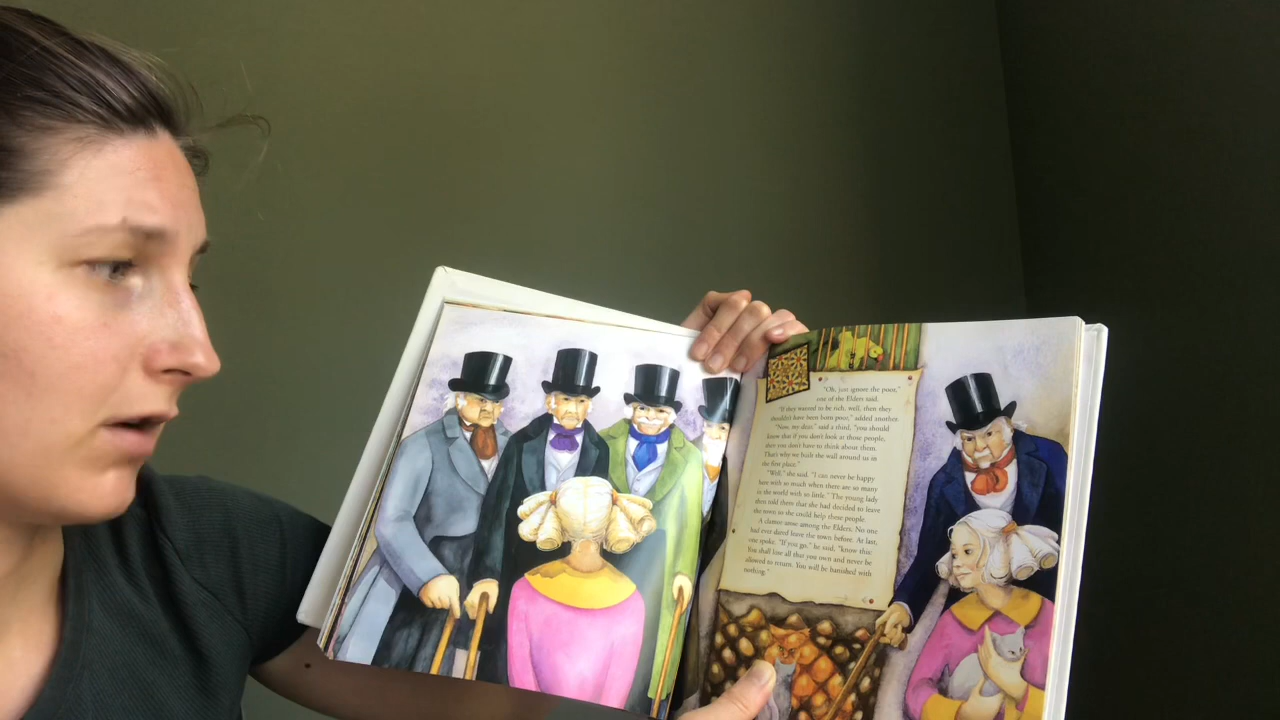 "Oh, just ignore the poor,"
one of the Elders said.
"If they wanted to be rich, well, then they
shouldn't have been born poor," added another.
"Now, my dear," said a third, "you should
know that if you don't look at those people,
then you don't have to think about them.
That's why we built the wall around us in
the first place."
"Well," she said, "I can never be happy
here with so much when there are so many
in the world with so little." The young lady
then told them that she had decided to leave
the town so she could help these people.
A clamor arose among the Elders. No one
had ever dared leave the town before. At last,
one spoke. "If you go," he said, "know this:
You shall lose all that you own and never be
allowed to return. You will be banished with
nothing."